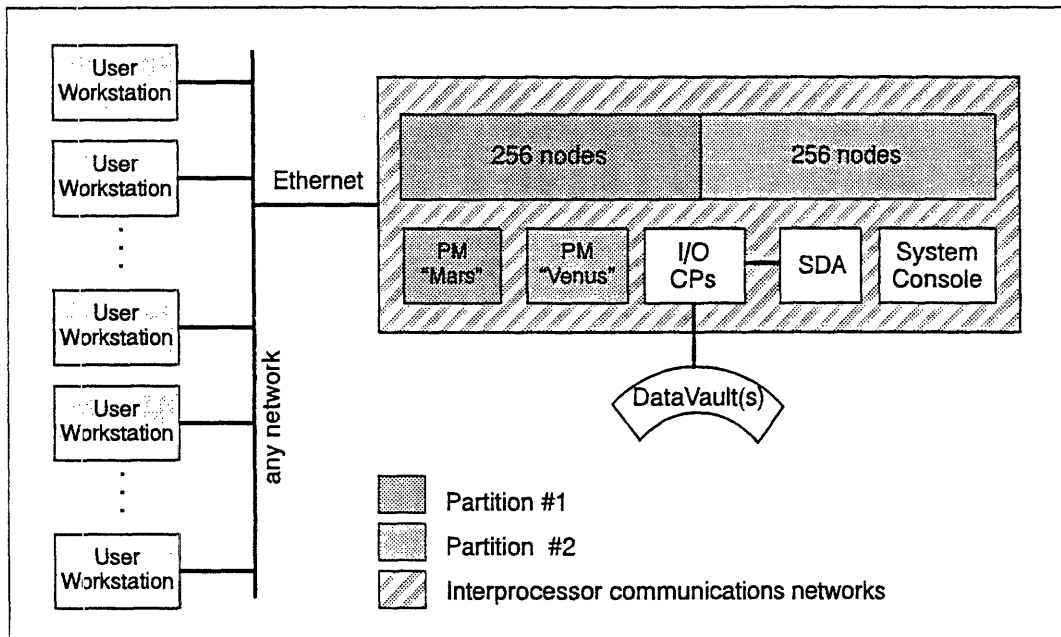 User
Workstation
User
Workstation
User
Workstation
User
Workstation
User
Workstation
any network
Ethernet
256 nodes
256 nodes
PM
"Mars"
PM
"Venus"
I/O
CPs
SDA
System
Console
DataVault(s)
Partition #1
Partition #2
Interprocessor communications networks